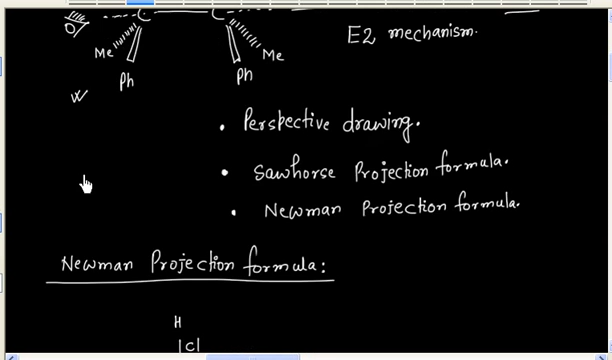 C C
Me Me
Ph Ph
E2 mechanism.
• Perspective drawing.
• Sawhorse Projection formula.
• Newman Projection formula.
Newman Projection formula:
H
Cl